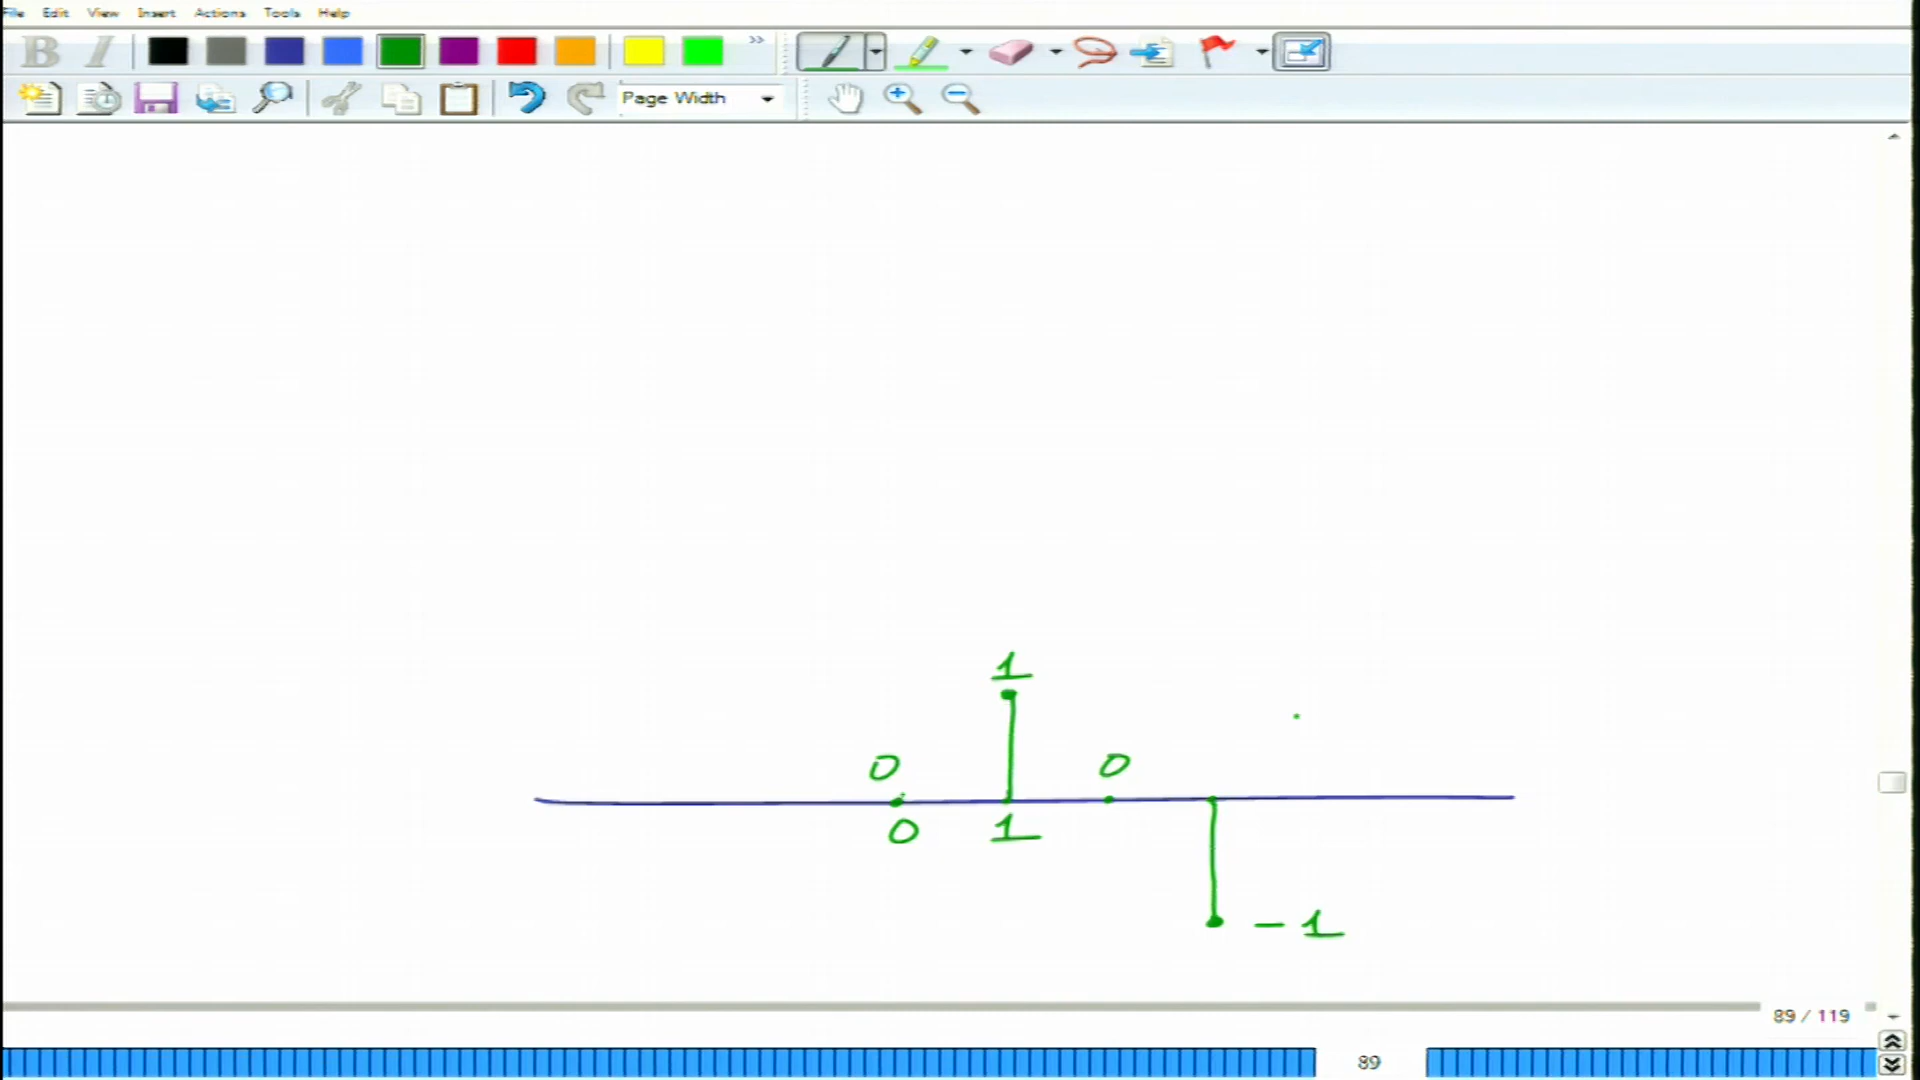 File Edit View Insert Actions Tools Help
B I
Page Width
1
0 0
0 1
-1
89 / 119
89